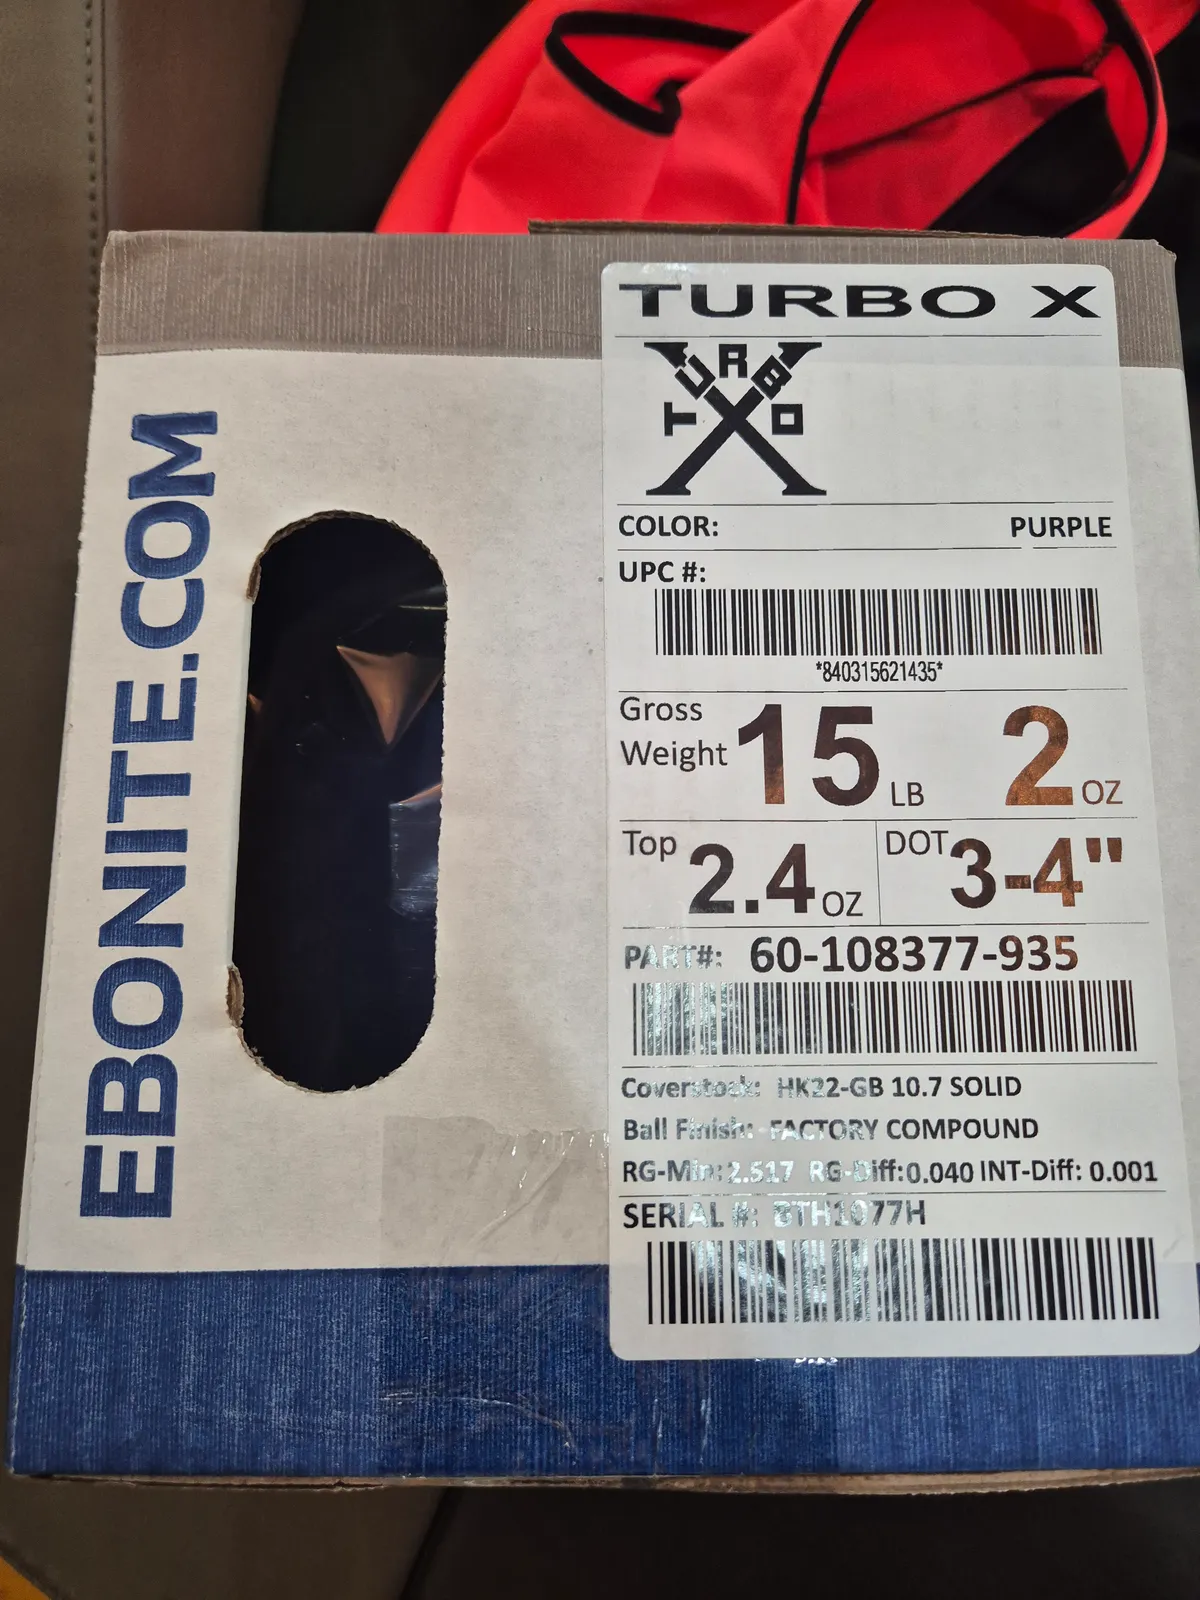 EBONITE.COM
TURBO X
TURBO X
COLOR: PURPLE
UPC #:
*840315621435*
Gross Weight 15 LB 2 OZ
Top 2.4 OZ DOT 3-4"
PART#: 60-108377-935
Coverstock: HK22-GB 10.7 SOLID
Ball Finish: FACTORY COMPOUND
RG-Min: 2.517 RG-Diff: 0.040 INT-Diff: 0.001
SERIAL #: BTH1077H